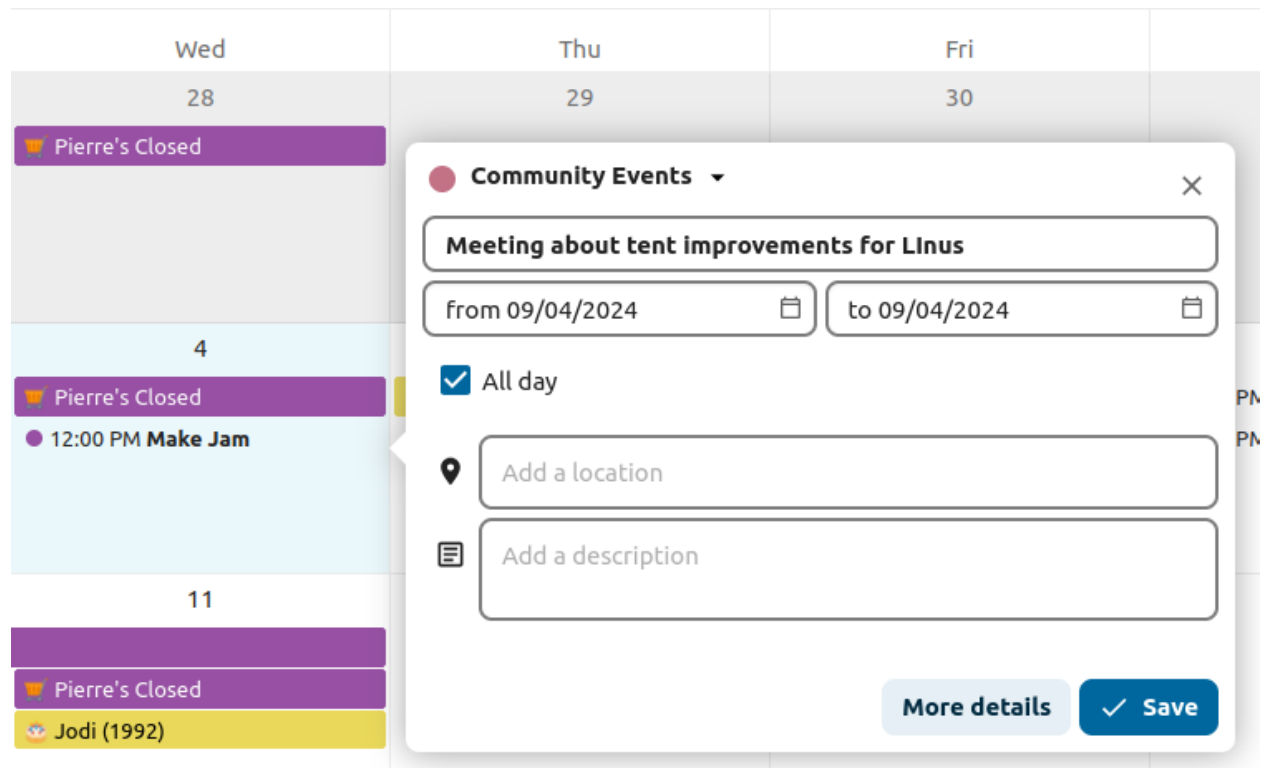 Wed Thu Fri
28 29 30
Pierre's Closed
Community Events
Meeting about tent improvements for LInus
from 09/04/2024 to 09/04/2024
4
All day
Pierre's Closed
PM
12:00 PM Make Jam
PM
Add a location
Add a description
11
Pierre's Closed
More details Save
Jodi (1992)